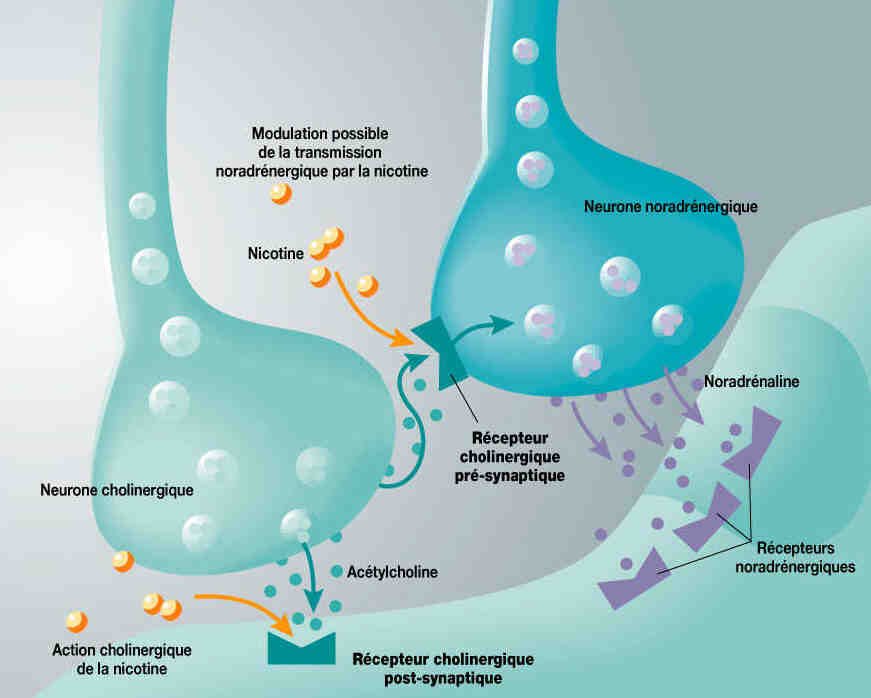 Modulation possible
de la transmission
noradrénergique par la nicotine
Neurone noradrénergique
Nicotine
Noradrénaline
Récepteur
cholinergique
pré-synaptique
Neurone cholinergique
Récepteurs
noradrénergiques
Acétylcholine
Action cholinergique
de la nicotine
Récepteur cholinergique
post-synaptique